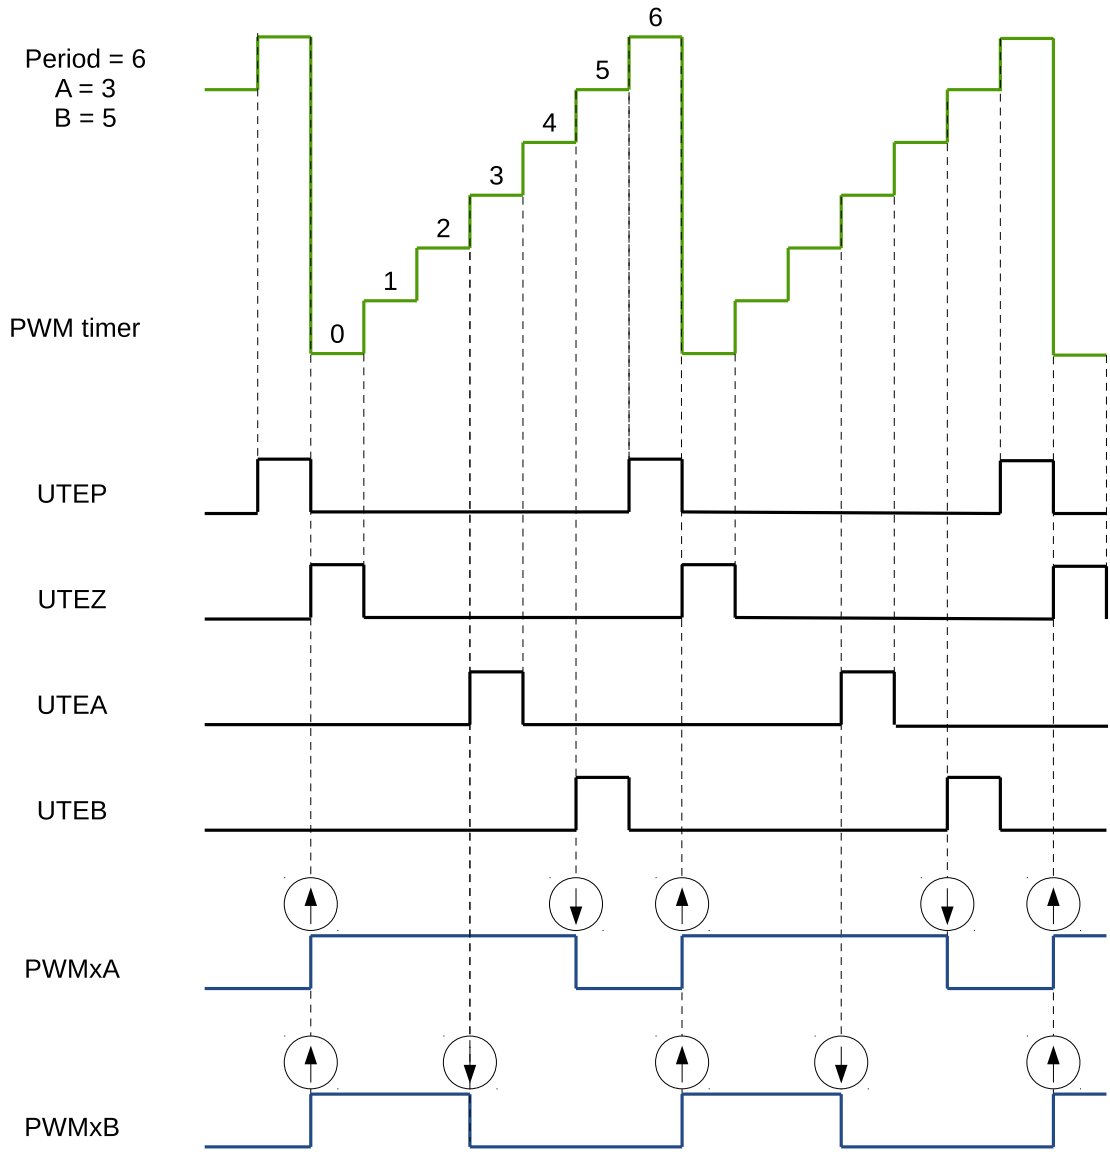 6
Period = 6
A = 3
B = 5
5
4
3
2
1
0
PWM timer
UTEP
UTEZ
UTEA
UTEB
PWMxA
PWMxB